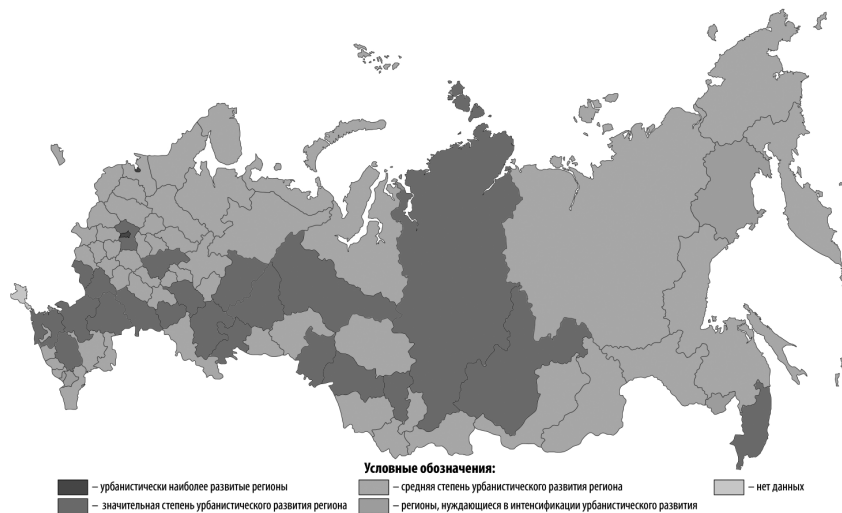 Условные обозначения:
– урбанистически наиболее развитые регионы
– значительная степень урбанистического развития региона
– средняя степень урбанистического развития региона
– регионы, нуждающиеся в интенсификации урбанистического развития
– нет данных